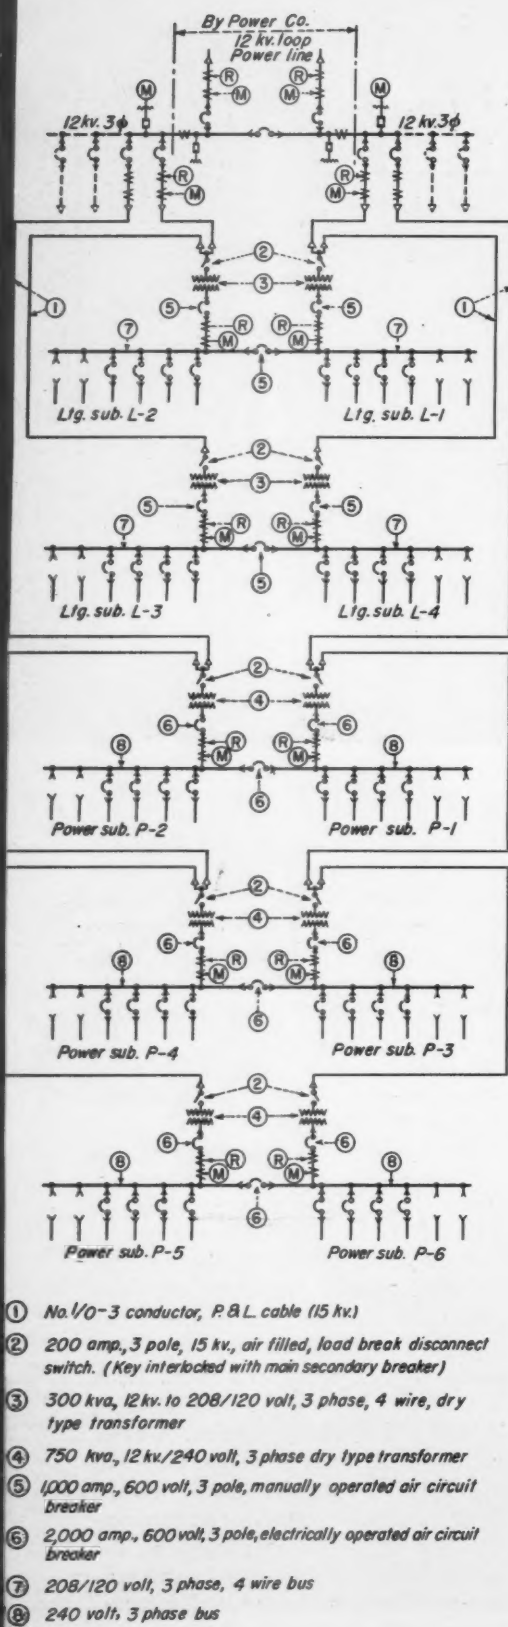 By Power Co.
12 kv. loop
Power line
R R
M M
M M
12 kv. 3ϕ 12 kv. 3ϕ
R R
M M
2
3
1 5 5 1
7 R R 7
M M
5
Ltg. sub. L-2 Ltg. sub. L-1
2
3
5 5
7 R R 7
M M
5
Ltg. sub. L-3 Ltg. sub. L-4
2
4
6 6
8 R R 8
M M
6
Power sub. P-2 Power sub. P-1
2
4
6 6
8 R R 8
M M
6
Power sub. P-4 Power sub. P-3
2
4
6 6
8 R R 8
M M
6
Power sub. P-5 Power sub. P-6
1 No. 1/0-3 conductor, P. & L. cable (15 kv.)
2 200 amp., 3 pole, 15 kv., air filled, load break disconnect
switch. (Key interlocked with main secondary breaker)
3 300 kva, 12 kv. to 208/120 volt, 3 phase, 4 wire, dry
type transformer
4 750 kva, 12 kv./240 volt, 3 phase dry type transformer
5 1,000 amp., 600 volt, 3 pole, manually operated air circuit
breaker
6 2,000 amp., 600 volt, 3 pole, electrically operated air circuit
breaker
7 208/120 volt, 3 phase, 4 wire bus
8 240 volt, 3 phase bus